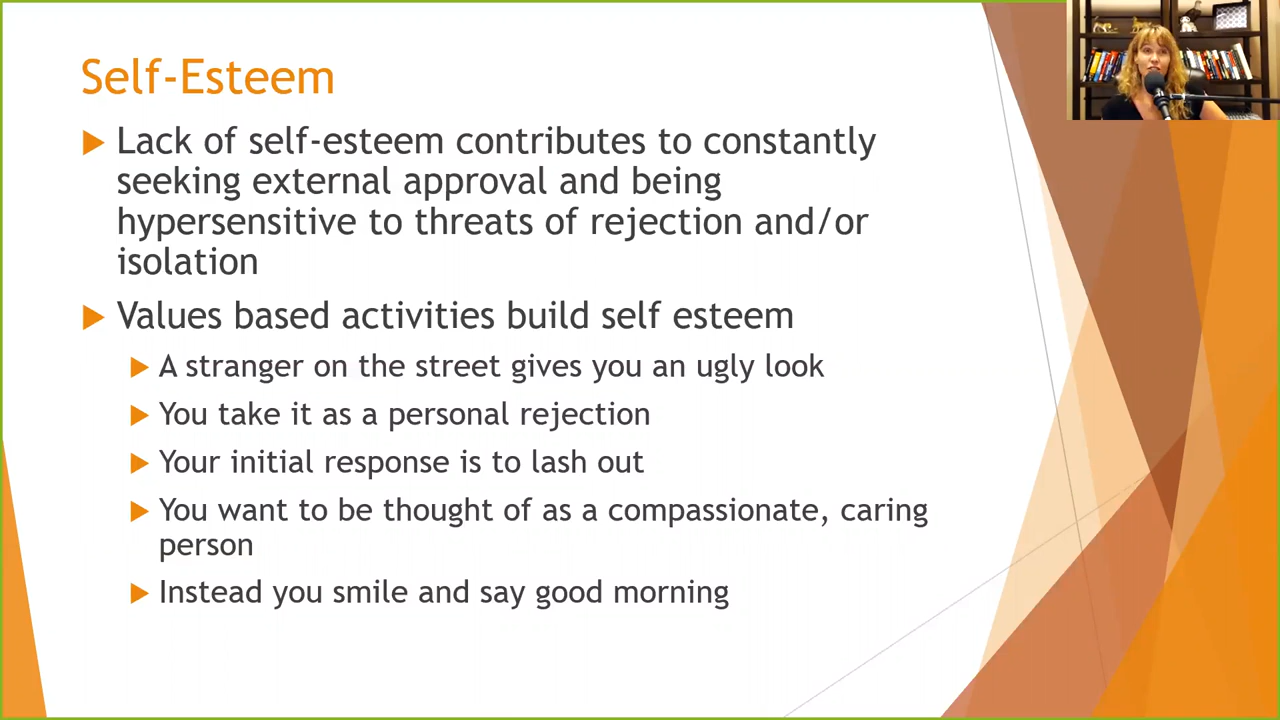 Self-Esteem
Lack of self-esteem contributes to constantly
seeking external approval and being
hypersensitive to threats of rejection and/or
isolation
Values based activities build self esteem
A stranger on the street gives you an ugly look
You take it as a personal rejection
Your initial response is to lash out
You want to be thought of as a compassionate, caring
person
Instead you smile and say good morning